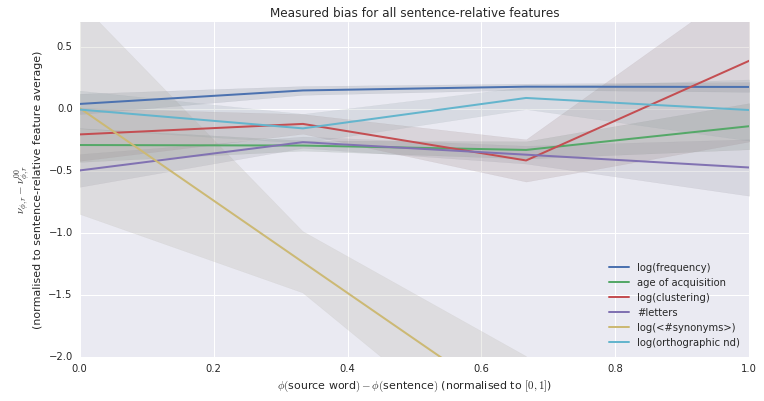 Measured bias for all sentence-relative features
ν_{ϕ,r} − ν^{00}_{ϕ,r}
(normalised to sentence-relative feature average)
0.5
0.0
−0.5
−1.0
−1.5
−2.0
log(frequency)
age of acquisition
log(clustering)
#letters
log(<#synonyms>)
log(orthographic nd)
0.0 0.2 0.4 0.6 0.8 1.0
ϕ(source word) − ϕ(sentence) (normalised to [0, 1])